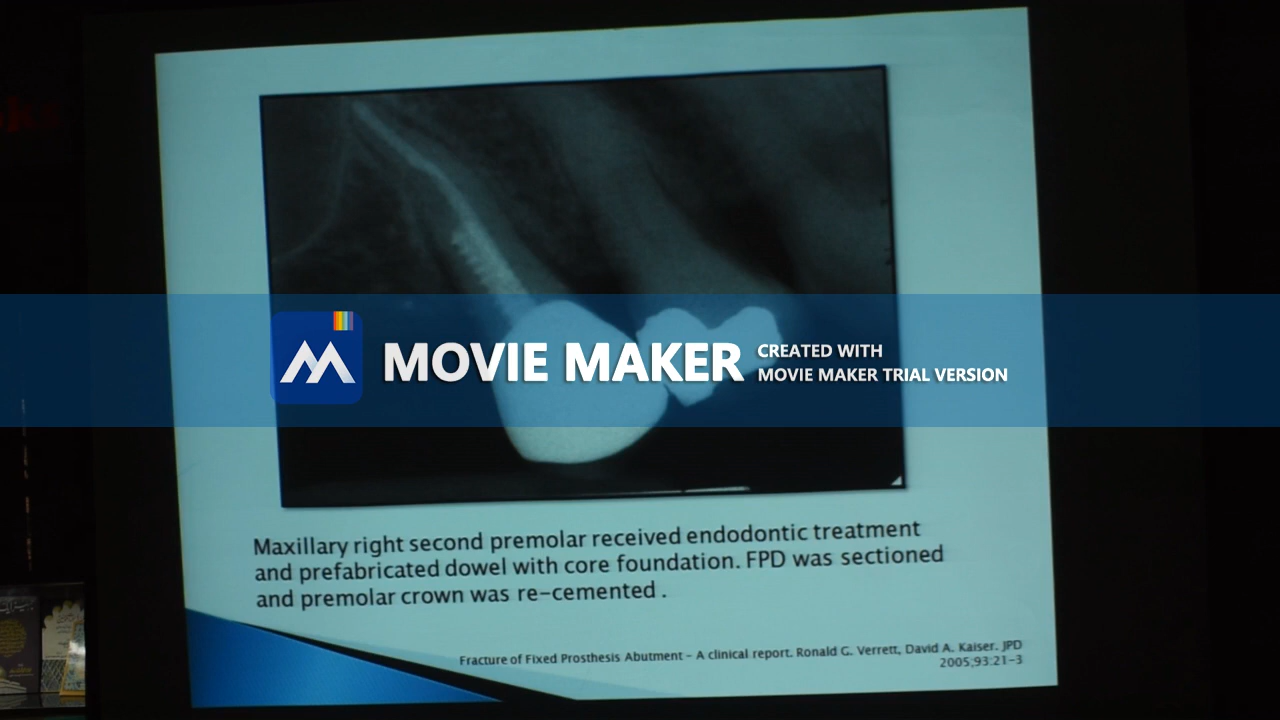 MOVIE MAKER
CREATED WITH
MOVIE MAKER TRIAL VERSION
Maxillary right second premolar received endodontic treatment
and prefabricated dowel with core foundation. FPD was sectioned
and premolar crown was re-cemented .
Fracture of Fixed Prosthesis Abutment - A clinical report. Ronald G. Verrett, David A. Kaiser. JPD
2005,93:21-3